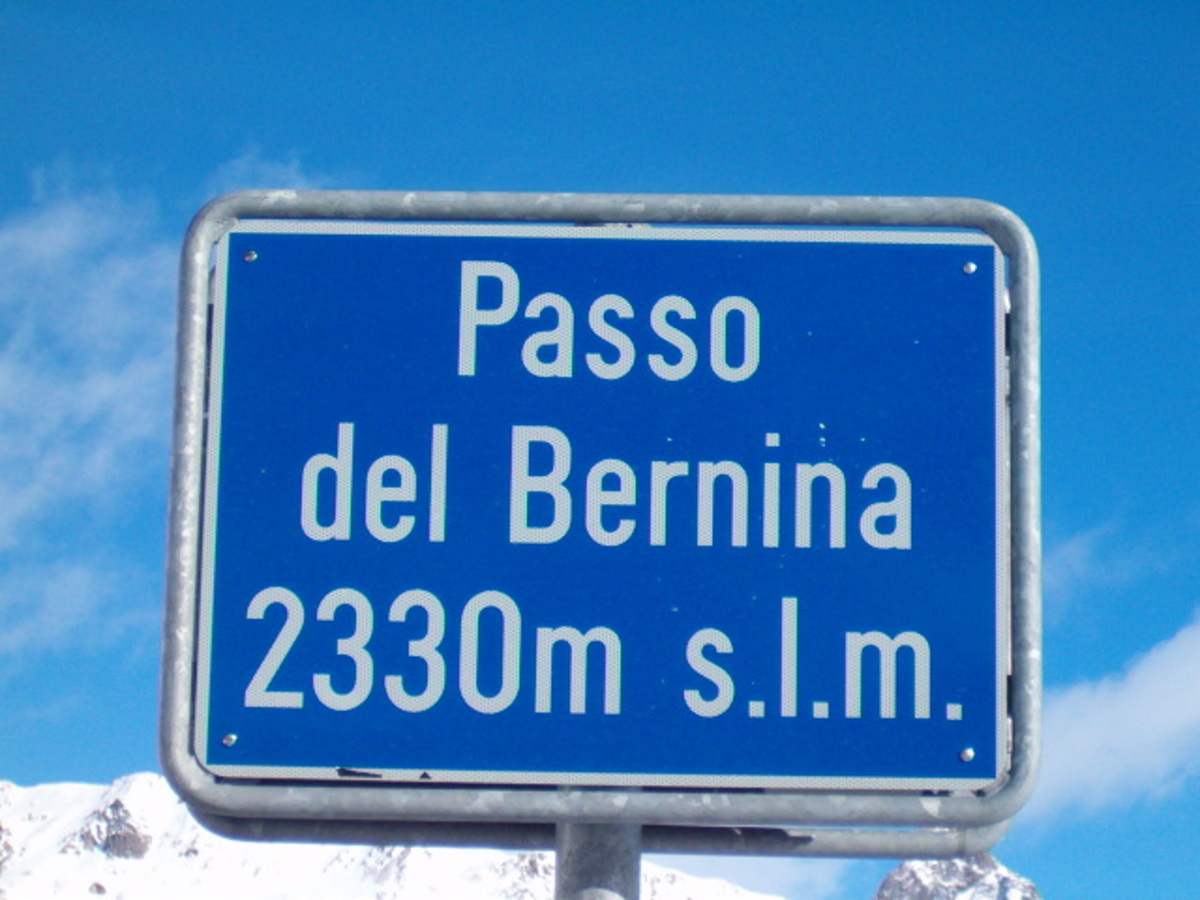 Passo
del Bernina
2330m s.l.m.